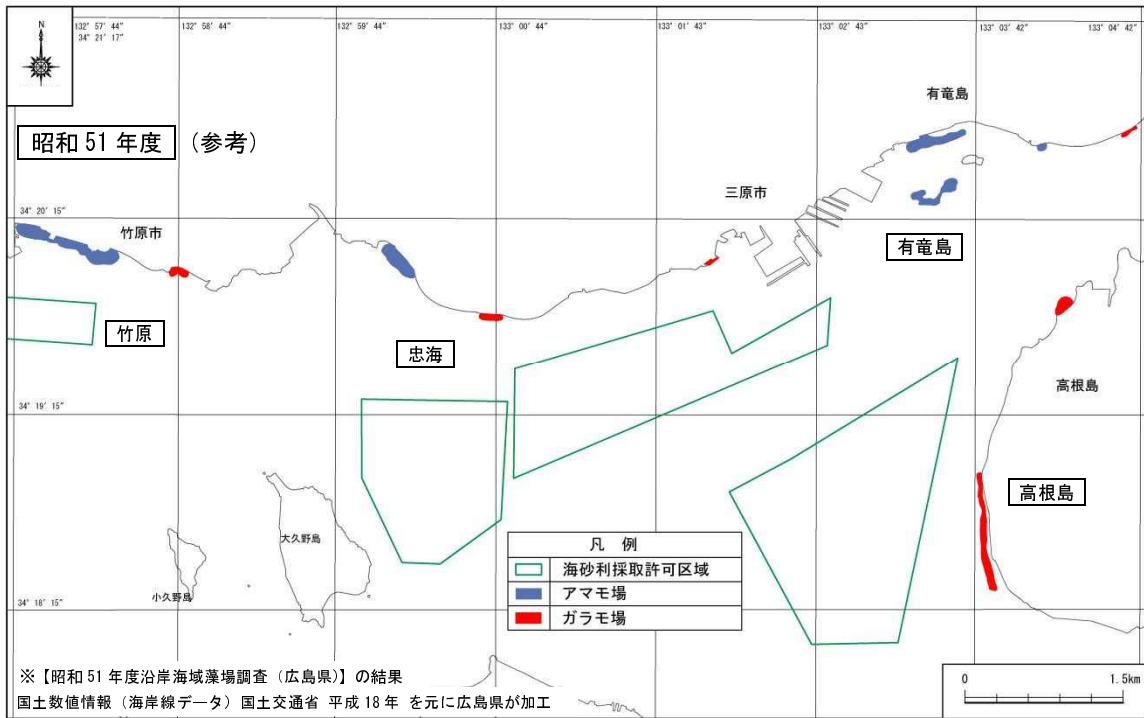 N
132° 57′ 44″
34° 21′ 17″
132° 58′ 44″
132° 59′ 44″
133° 00′ 44″
133° 01′ 43″
133° 02′ 43″
133° 03′ 42″
133° 04′ 42″
有竜島
昭和 51 年度 (参考)
三原市
34° 20′ 15″
竹原市
有竜島
竹原
忠海
高根島
34° 19′ 15″
高根島
大久野島
凡 例
海砂利採取許可区域
アマモ場
ガラモ場
小久野島
34° 18′ 15″
※【昭和 51 年度沿岸海域藻場調査（広島県）】の結果
国土数値情報（海岸線データ）国土交通省 平成 18 年 を元に広島県が加工
0 1.5km